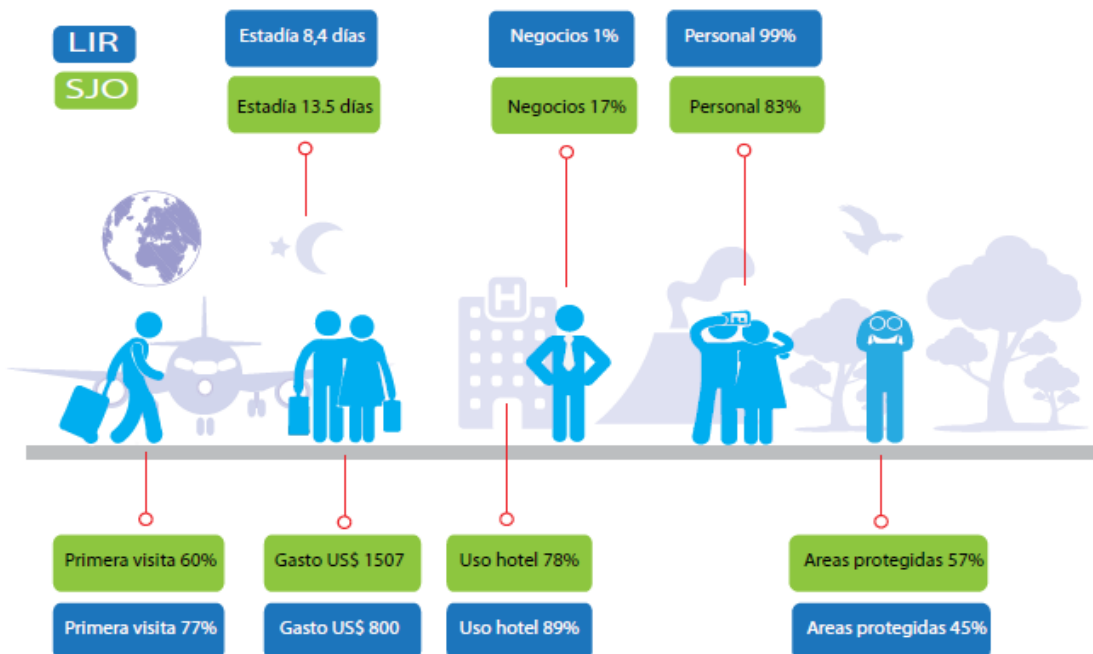 LIR
SJO
Estadía 8,4 días
Negocios 1%
Personal 99%
Estadía 13.5 días
Negocios 17%
Personal 83%
H
Primera visita 60%
Gasto US$ 1507
Uso hotel 78%
Areas protegidas 57%
Primera visita 77%
Gasto US$ 800
Uso hotel 89%
Areas protegidas 45%